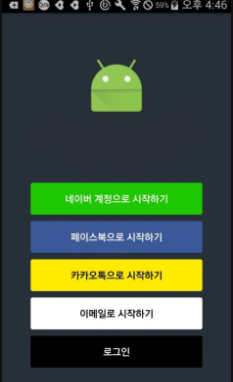 59% 오후 4:46
네이버 계정으로 시작하기
페이스북으로 시작하기
카카오톡으로 시작하기
이메일로 시작하기
로그인